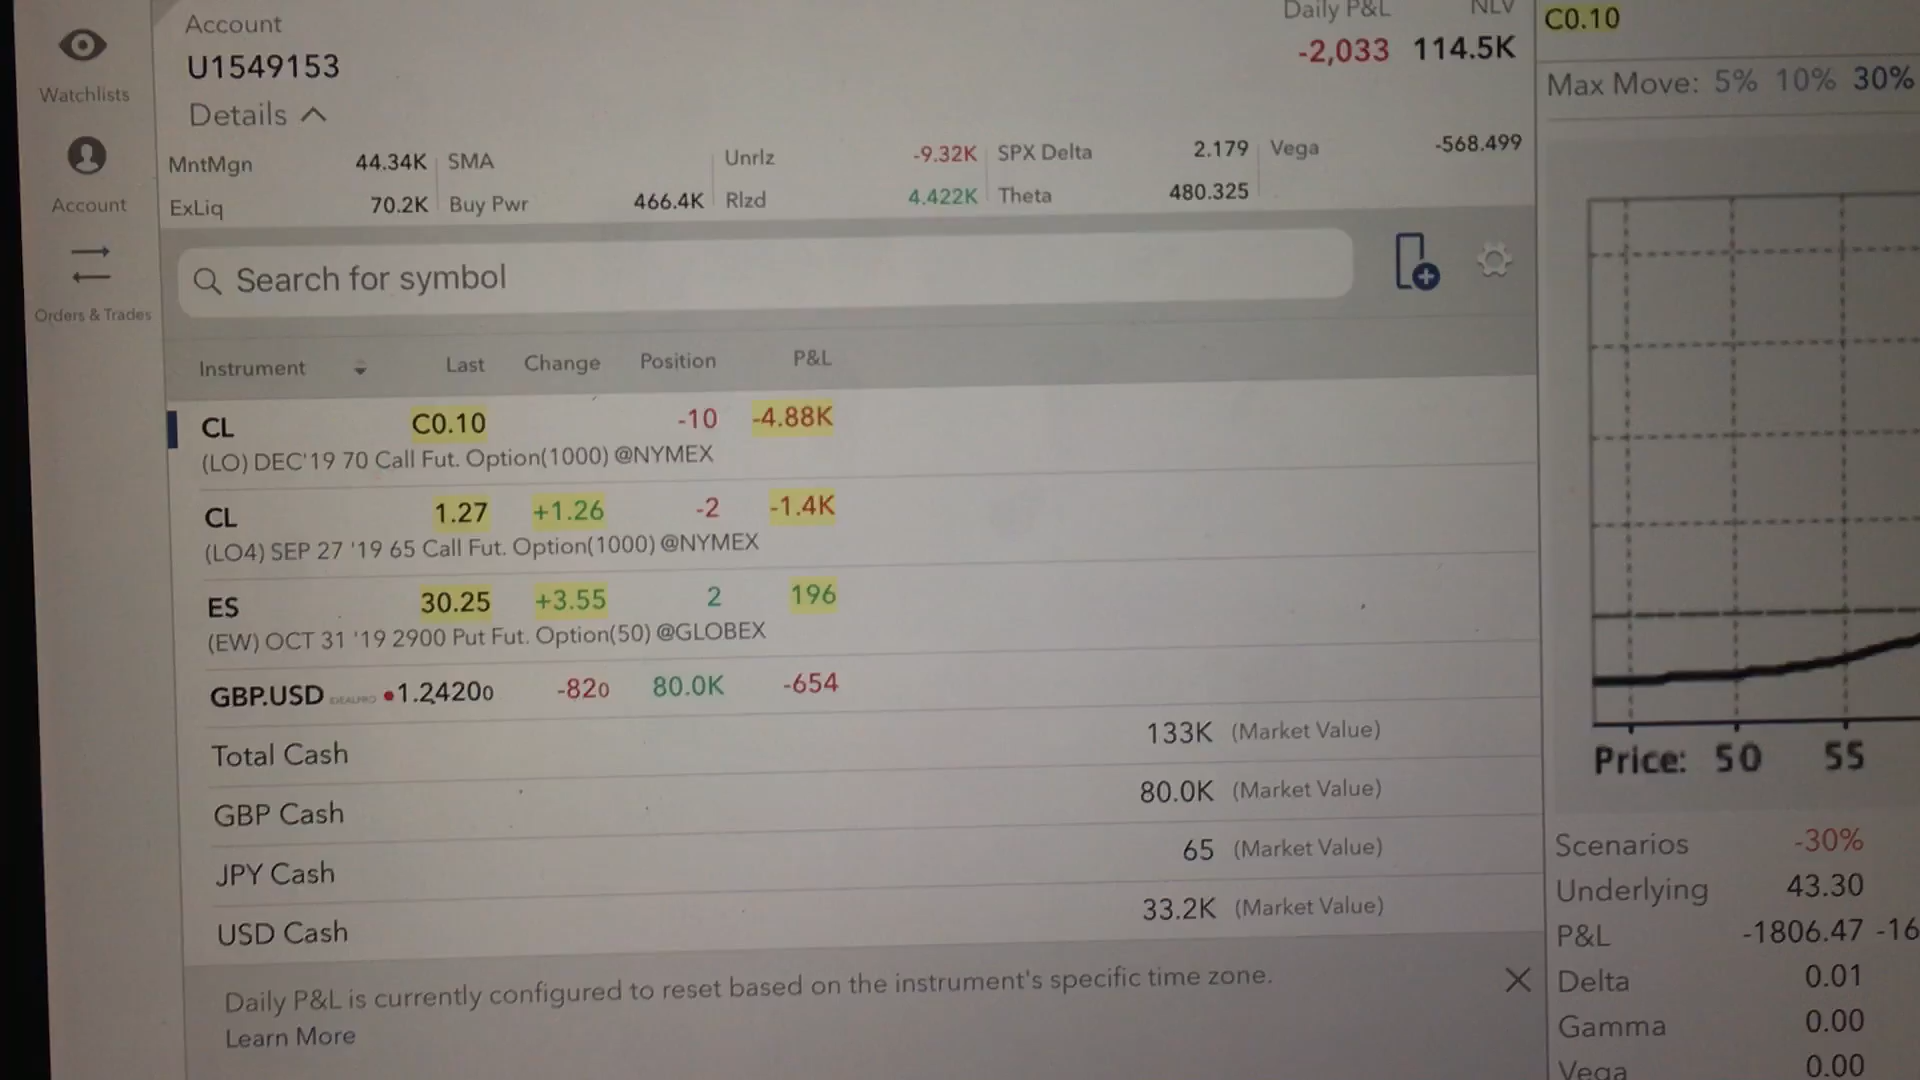 Account
U1549153
Details
Daily P&L NLV
-2,033 114.5K
MntMgn 44.34K SMA Unrlz -9.32K SPX Delta 2.179 Vega -568.499
ExLiq 70.2K Buy Pwr 466.4K Rlzd 4.422K Theta 480.325
Watchlists
Account
Orders & Trades
Search for symbol
Instrument Last Change Position P&L
CL C0.10 -10 -4.88K
(LO) DEC'19 70 Call Fut. Option(1000) @NYMEX
CL 1.27 +1.26 -2 -1.4K
(LO4) SEP 27 '19 65 Call Fut. Option(1000) @NYMEX
ES 30.25 +3.55 2 196
(EW) OCT 31 '19 2900 Put Fut. Option(50) @GLOBEX
GBP.USD IDEALPRO 1.24200 -820 80.0K -654
Total Cash 133K (Market Value)
GBP Cash 80.0K (Market Value)
JPY Cash 65 (Market Value)
USD Cash 33.2K (Market Value)
Daily P&L is currently configured to reset based on the instrument's specific time zone.
Learn More
C0.10
Max Move: 5% 10% 30%
Price: 50 55
Scenarios -30%
Underlying 43.30
P&L -1806.47 -16
Delta 0.01
Gamma 0.00
Vega 0.00